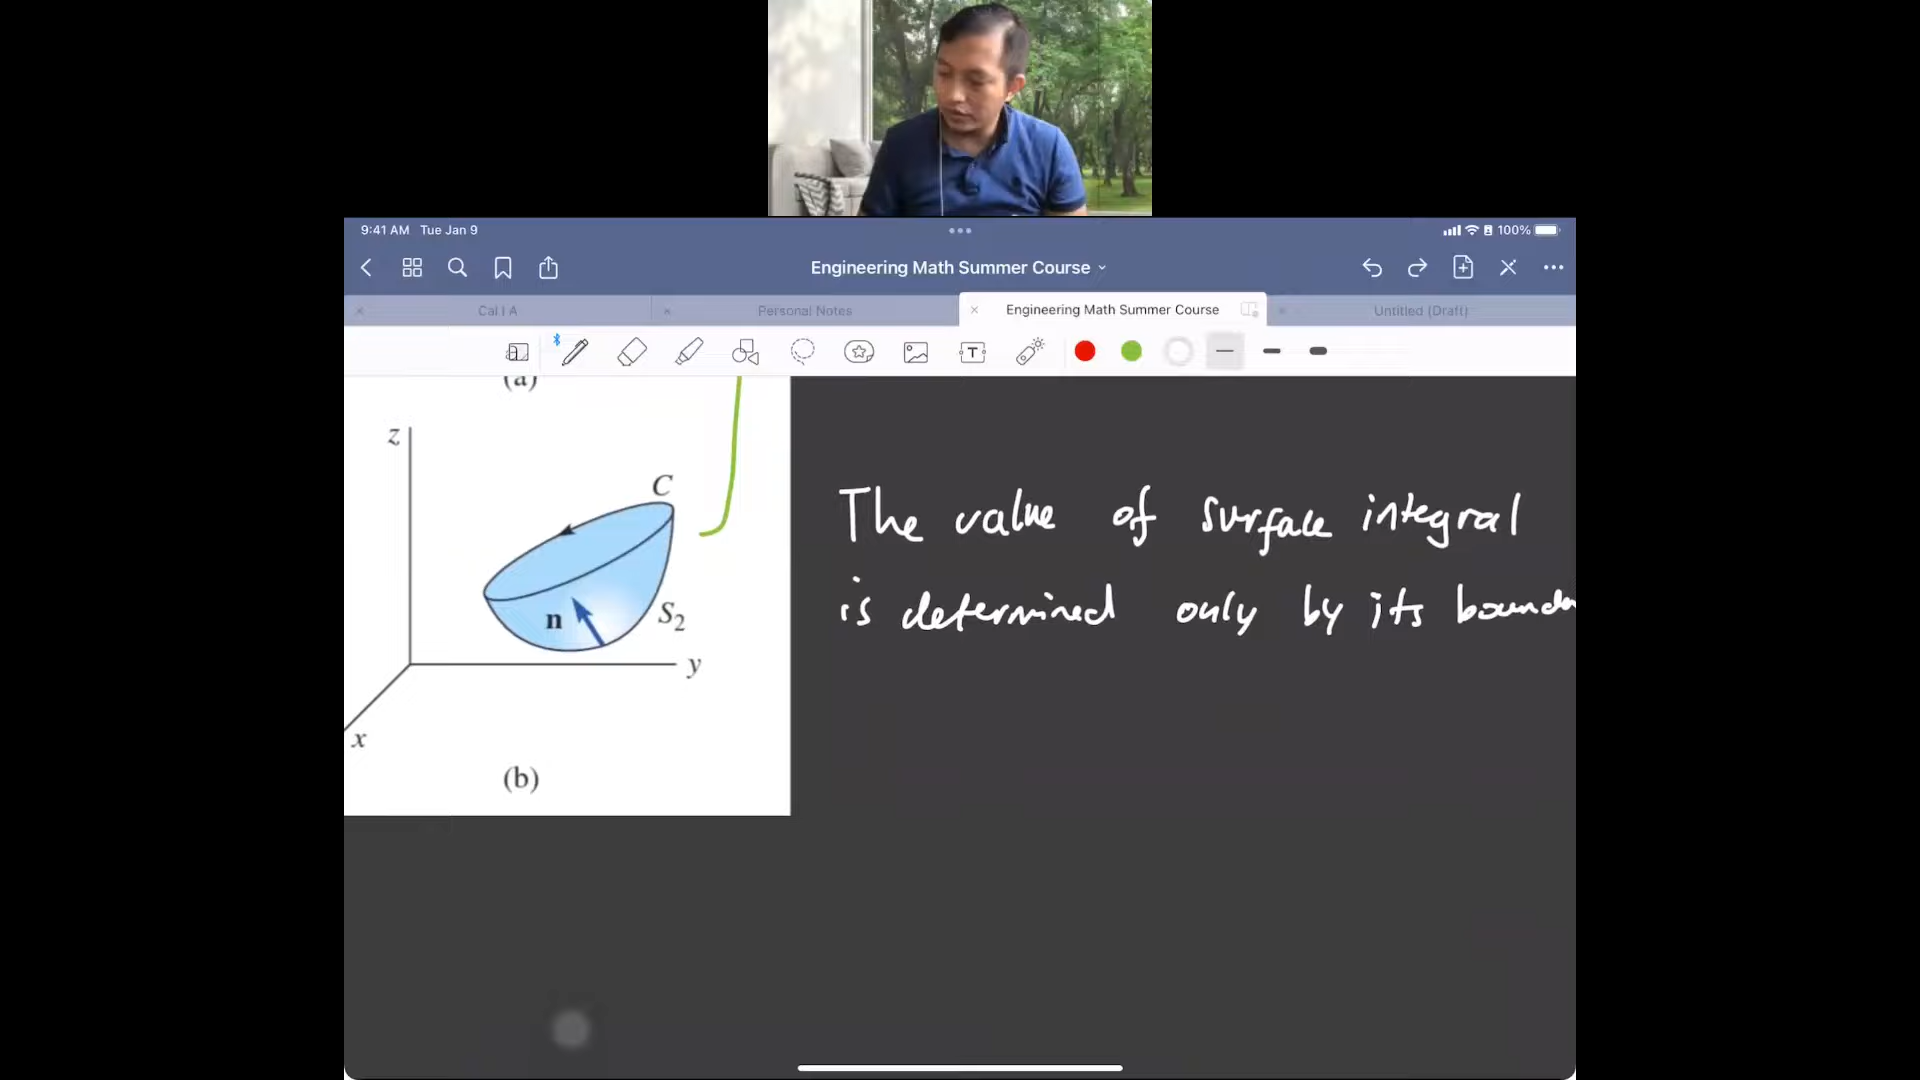 9:41 AM Tue Jan 9
100%
Engineering Math Summer Course
Cal I A
Personal Notes
Engineering Math Summer Course
Untitled (Draft)
(a)
z
C
n
S2
y
x
(b)
The value of surface integral
is determined only by its